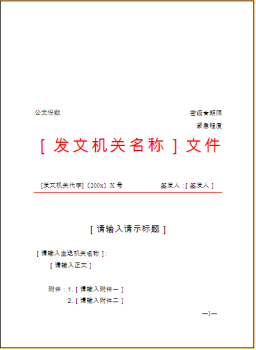 公文份数 密级★期限
紧急程度
[ 发文机关名称 ] 文件
[发文机关代字] 〔200x〕 X 号 签发人：[ 签发人 ]
[ 请输入请示标题 ]
[ 请输入主送机关名称 ]：
[ 请输入正文 ]
附件：1. [ 请输入附件一 ]
2. [ 请输入附件二 ]
—1—